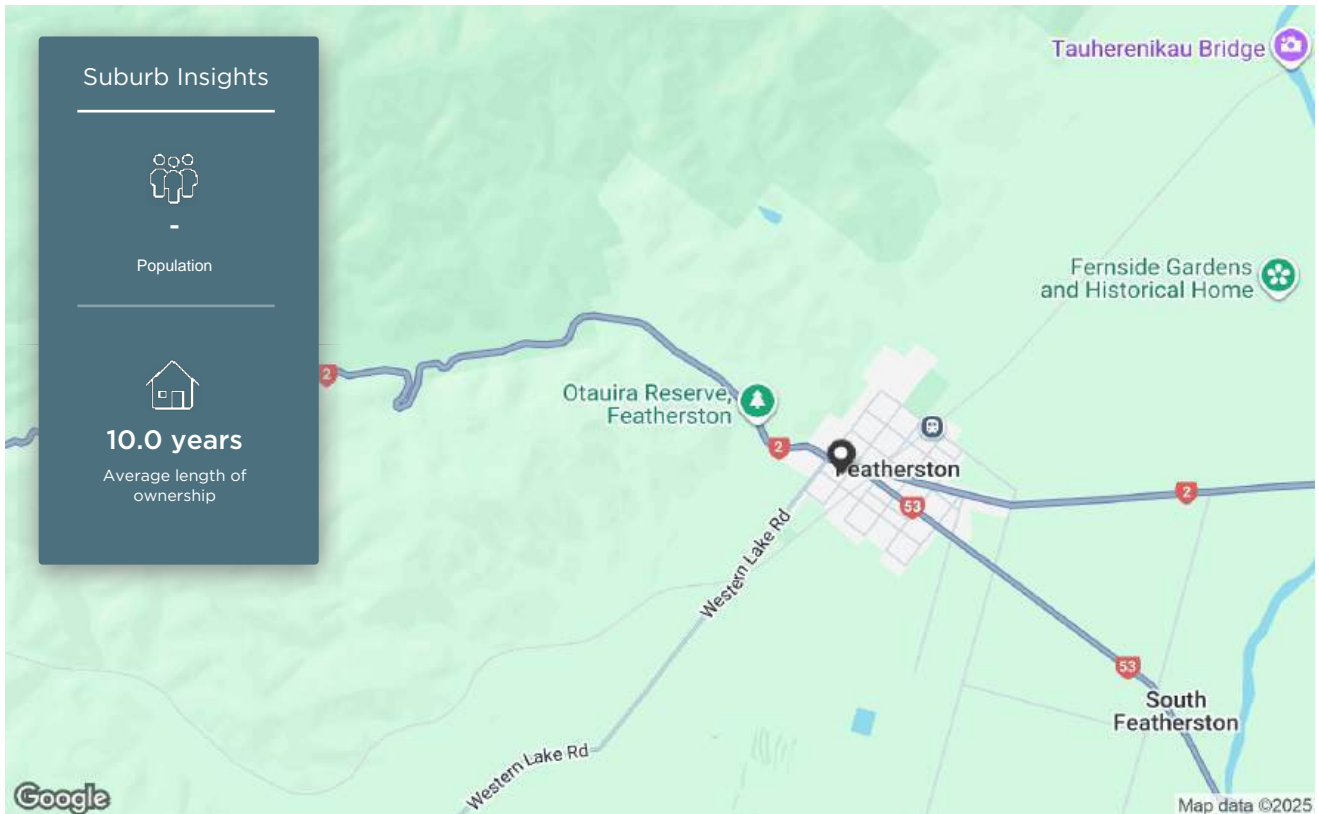 Suburb Insights
-
Population
10.0 years
Average length of
ownership
Tauherenikau Bridge
Fernside Gardens
and Historical Home
2
Otauira Reserve,
Featherston
2
Featherston
2
53
Western Lake Rd
53
South
Featherston
Western Lake Rd
Google
Map data ©2025